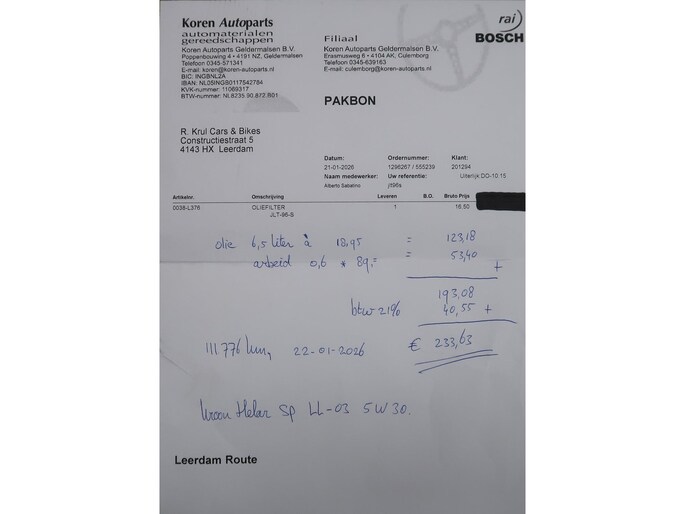 Koren Autoparts
automaterialen
gereedschappen
Koren Autoparts Geldermalsen B.V.
Poppenbouwing 4 • 4191 NZ, Geldermalsen
Telefoon 0345-571341
E-mail: koren@koren-autoparts.nl
BIC: INGBNL2A
IBAN: NL05INGB0117542784
KVK-nummer: 11069317
BTW-nummer: NL8235.90.872.B01
Filiaal
Koren Autoparts Geldermalsen B.V.
Erasmusweg 6 • 4104 AK, Culemborg
Telefoon 0345-639163
E-mail: culemborg@koren-autoparts.nl
rai
BOSCH
PAKBON
R. Krul Cars & Bikes
Constructiestraat 5
4143 HX Leerdam
Datum: Ordernummer: Klant:
21-01-2026 1296267 / 555239 201294
Naam medewerker: Uw referentie: Uiterlijk DO-10:15
Alberto Sabatino jlt96s
Artikelnr. Omschrijving Leveren B.O. Bruto Prijs
0038-L376 OLIEFILTER 1 16,50
JLT-96-S
olie 6,5 liter à 18,95 = 123,18
arbeid 0,6 * 89,- = 53,40 +
193,08
btw 21% 40,55 +
111.776 km, 22-01-2026 € 233,63
Helar SP LL-03 5W30.
Leerdam Route